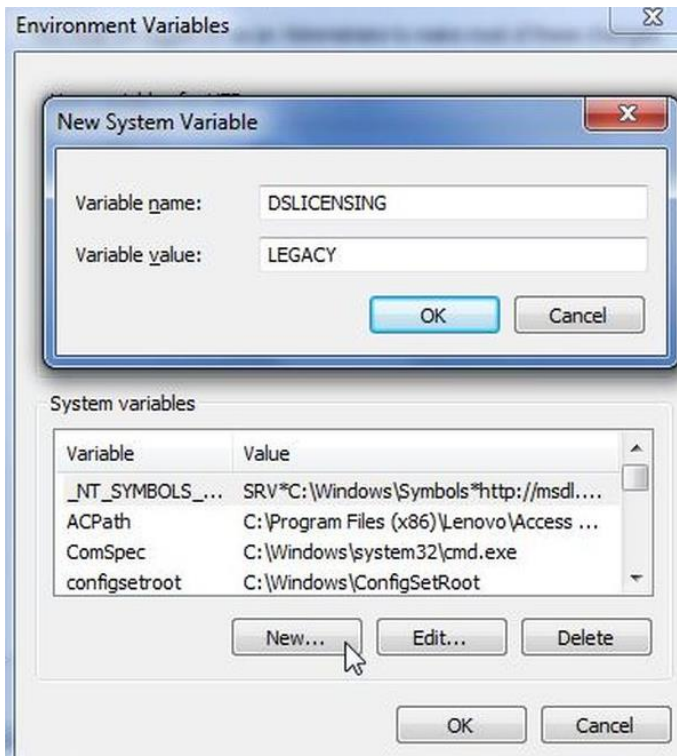 Environment Variables
New System Variable
Variable name: DSLICENSING
Variable value: LEGACY
OK Cancel
System variables
Variable Value
_NT_SYMBOLS_... SRV*C:\Windows\Symbols*http://msdl....
ACPath C:\Program Files (x86)\Lenovo\Access ...
ComSpec C:\Windows\system32\cmd.exe
configsetroot C:\Windows\ConfigSetRoot
New... Edit... Delete
OK Cancel